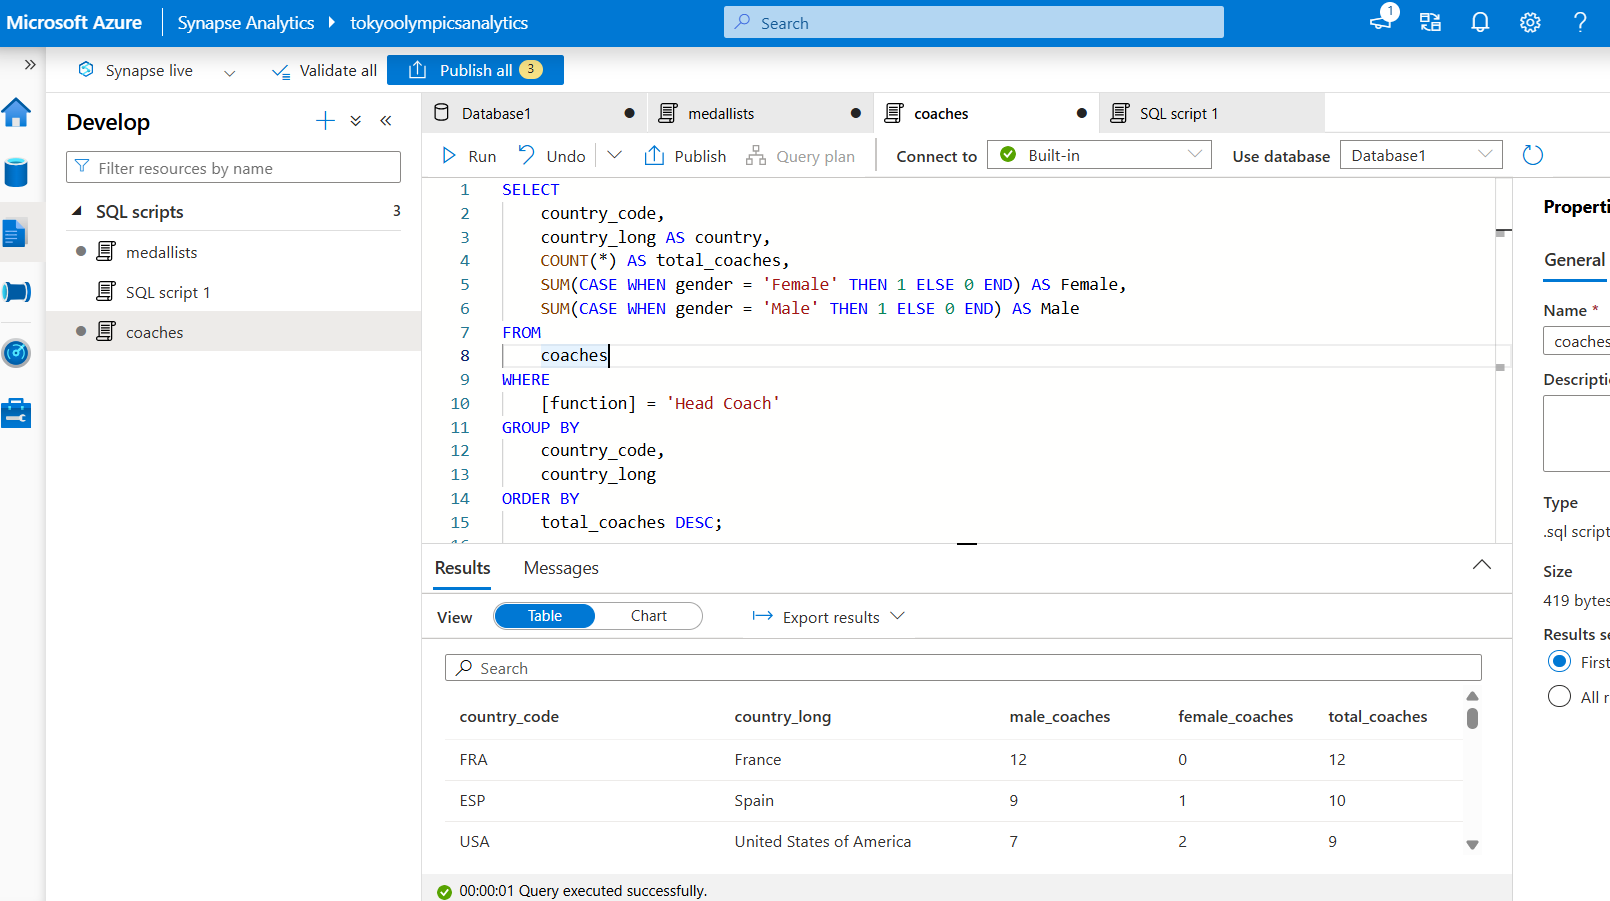 Microsoft Azure Synapse Analytics tokyoolympicsanalytics Search 1 ?
Synapse live Validate all Publish all 3
Develop
Filter resources by name
SQL scripts 3
medallists
SQL script 1
coaches
Database1 medallists coaches SQL script 1
Run Undo Publish Query plan Connect to Built-in Use database Database1
1 SELECT
2 country_code,
3 country_long AS country,
4 COUNT(*) AS total_coaches,
5 SUM(CASE WHEN gender = 'Female' THEN 1 ELSE 0 END) AS Female,
6 SUM(CASE WHEN gender = 'Male' THEN 1 ELSE 0 END) AS Male
7 FROM
8 coaches
9 WHERE
10 [function] = 'Head Coach'
11 GROUP BY
12 country_code,
13 country_long
14 ORDER BY
15 total_coaches DESC;
Results Messages
View Table Chart Export results
Search
country_code country_long male_coaches female_coaches total_coaches
FRA France 12 0 12
ESP Spain 9 1 10
USA United States of America 7 2 9
00:00:01 Query executed successfully.
Properti
General
Name *
coaches
Descriptio
Type
.sql script
Size
419 bytes
Results se
First
All r